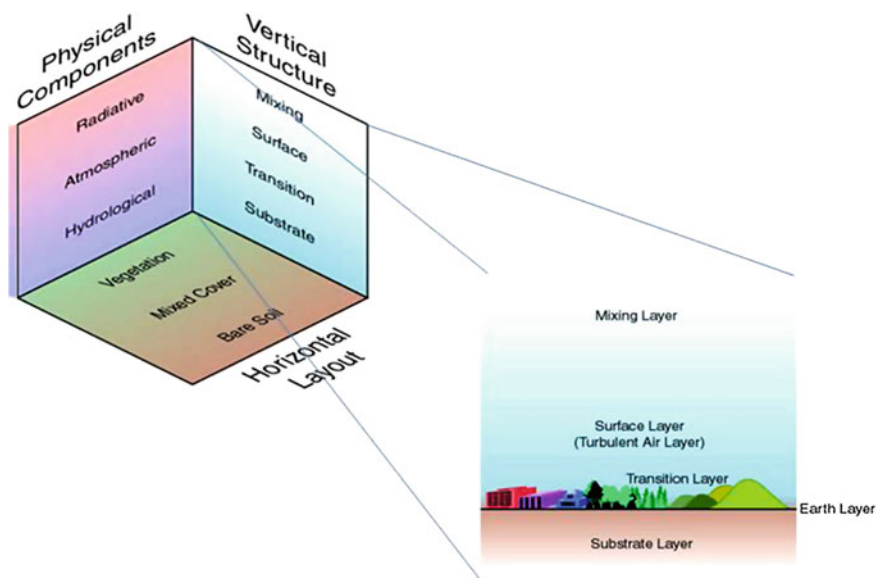 Physical
Components
Vertical
Structure
Radiative
Atmospheric
Hydrological
Mixing
Surface
Transition
Substrate
Vegetation
Mixed Cover
Bare Soil
Horizontal
Layout
Mixing Layer
Surface Layer
(Turbulent Air Layer)
Transition Layer
Earth Layer
Substrate Layer